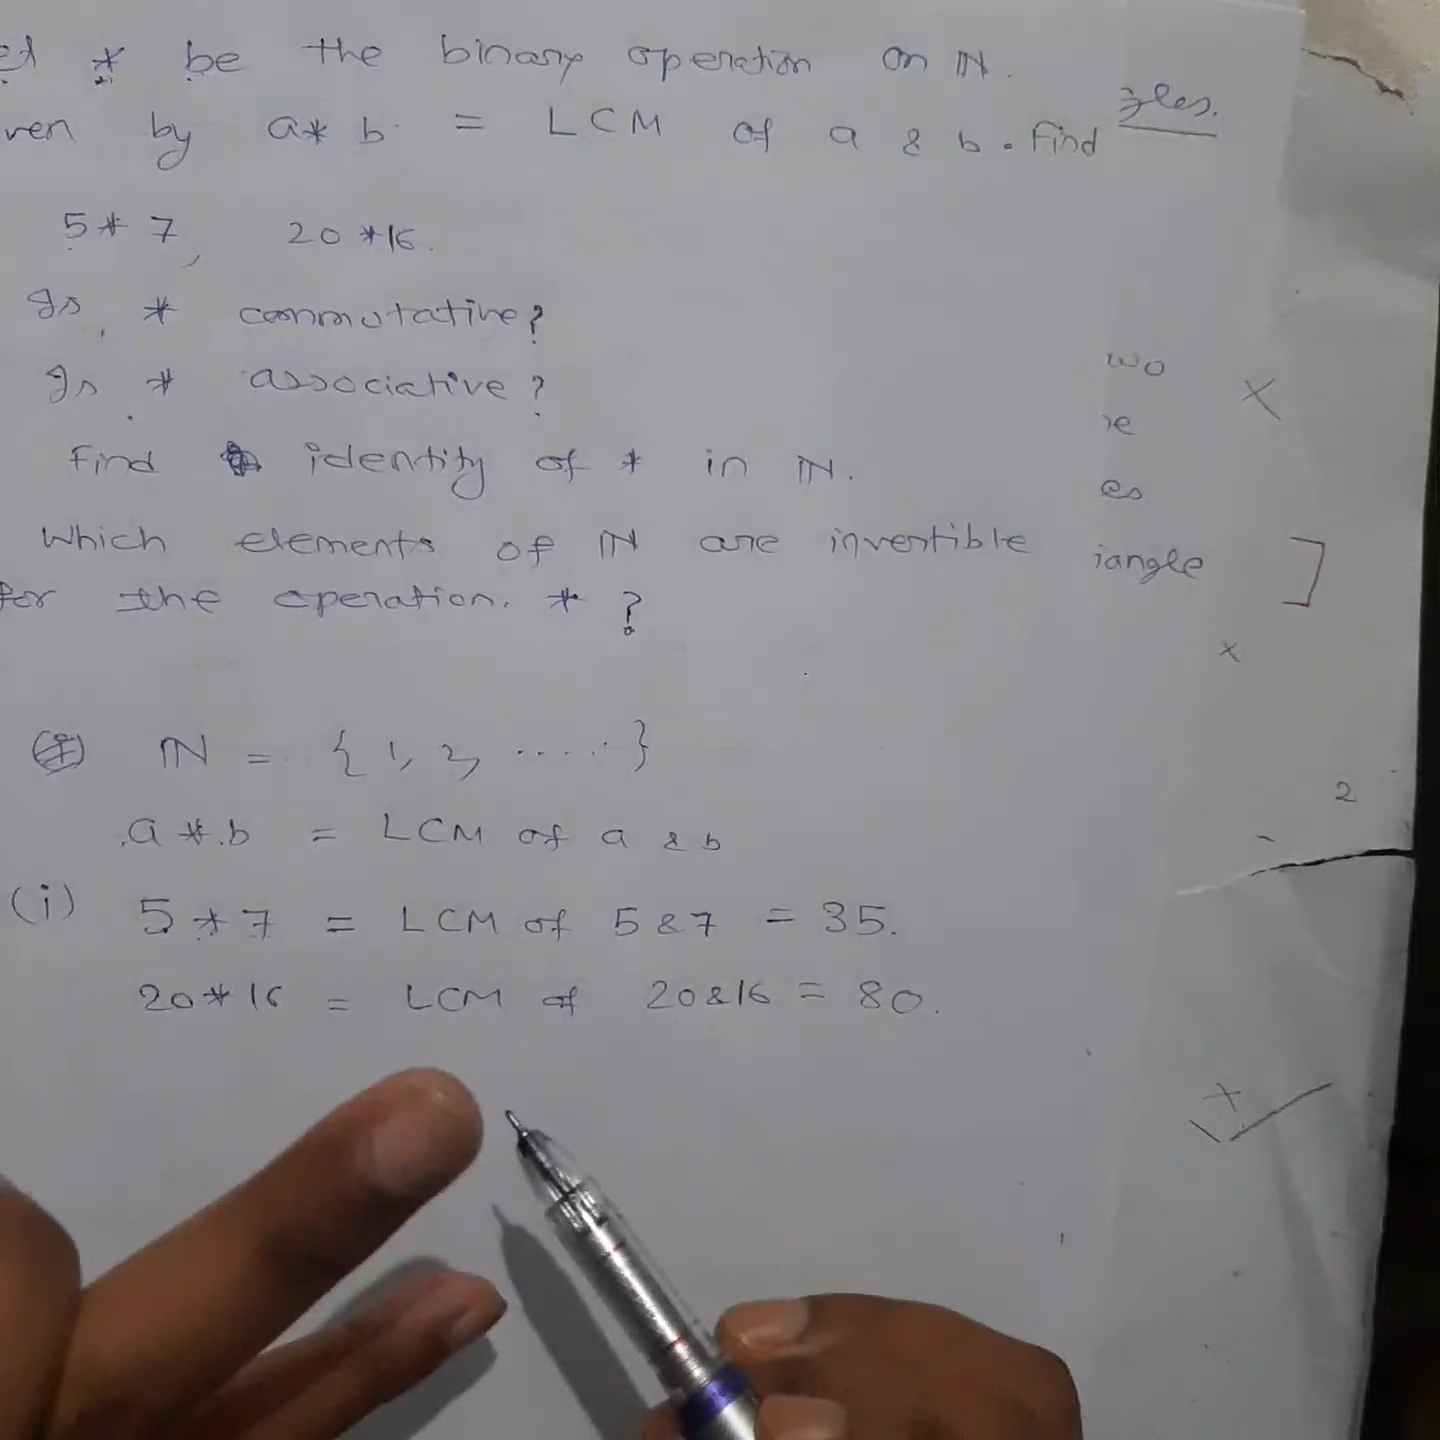 * be the binary operation on ℕ.
ven by a * b = LCM of a & b. Find
5 * 7, 20 * 16.
Is * commutative?
Is * associative?
Find identity of * in ℕ.
Which elements of ℕ are invertible
for the operation. * ?
ℕ = { 1, 2, ..... }
a * b = LCM of a & b
(i) 5 * 7 = LCM of 5 & 7 = 35.
20 * 16 = LCM of 20 & 16 = 80.
wo
es
iangle
2